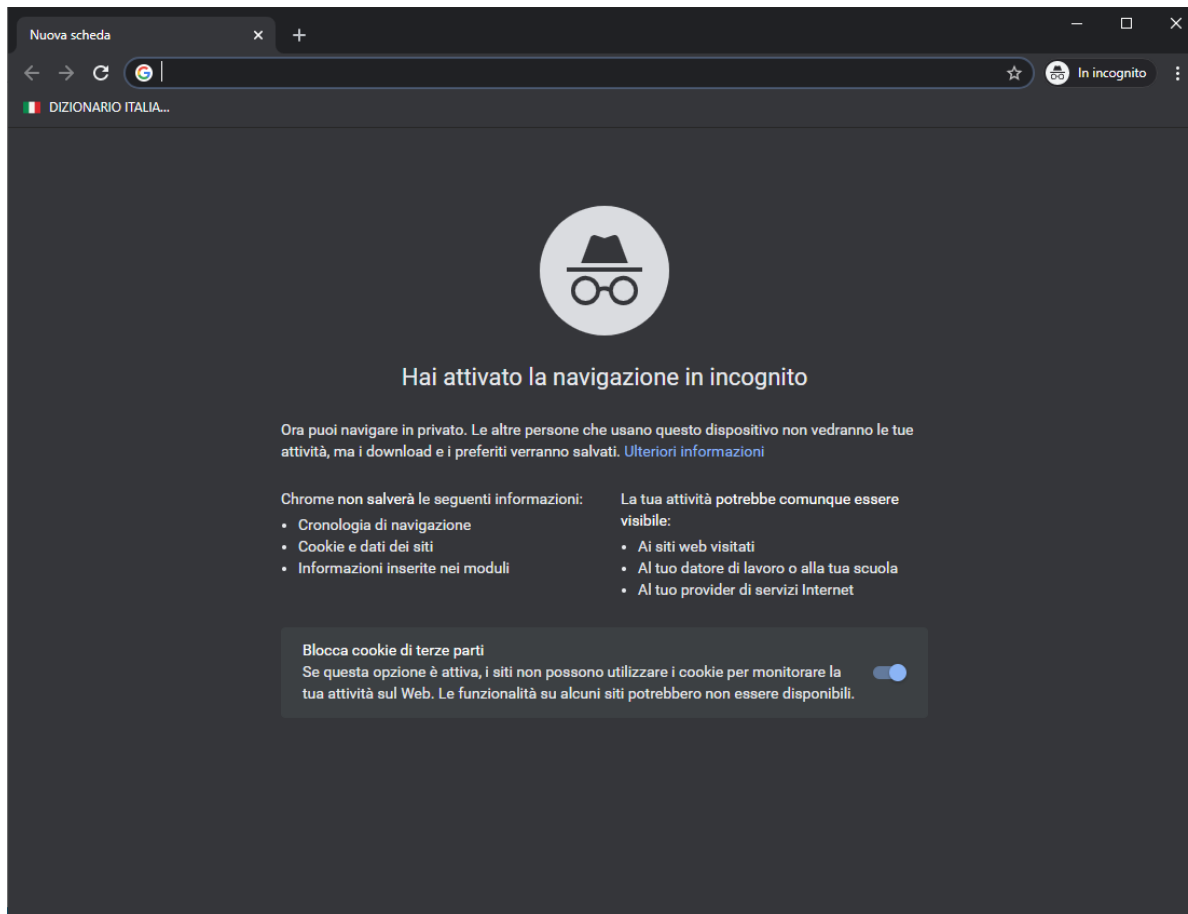 Nuova scheda
In incognito
DIZIONARIO ITALIA...
Hai attivato la navigazione in incognito
Ora puoi navigare in privato. Le altre persone che usano questo dispositivo non vedranno le tue
attività, ma i download e i preferiti verranno salvati. Ulteriori informazioni
Chrome non salverà le seguenti informazioni:
• Cronologia di navigazione
• Cookie e dati dei siti
• Informazioni inserite nei moduli
La tua attività potrebbe comunque essere
visibile:
• Ai siti web visitati
• Al tuo datore di lavoro o alla tua scuola
• Al tuo provider di servizi Internet
Blocca cookie di terze parti
Se questa opzione è attiva, i siti non possono utilizzare i cookie per monitorare la
tua attività sul Web. Le funzionalità su alcuni siti potrebbero non essere disponibili.